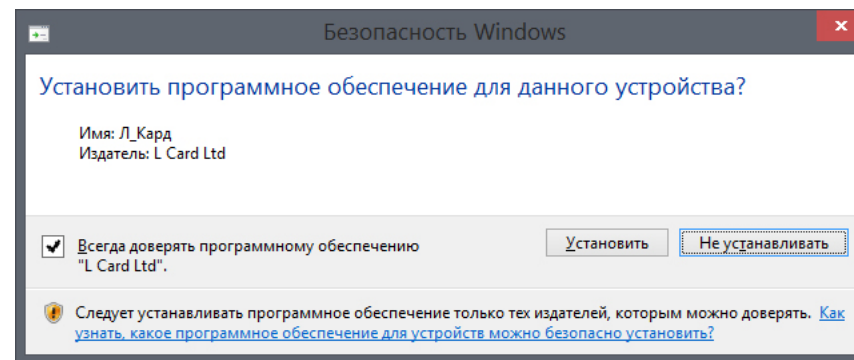 Безопасность Windows
Установить программное обеспечение для данного устройства?
Имя: Л_Кард
Издатель: L Card Ltd
Всегда доверять программному обеспечению
"L Card Ltd".
Установить
Не устанавливать
Следует устанавливать программное обеспечение только тех издателей, которым можно доверять. Как
узнать, какое программное обеспечение для устройств можно безопасно установить?